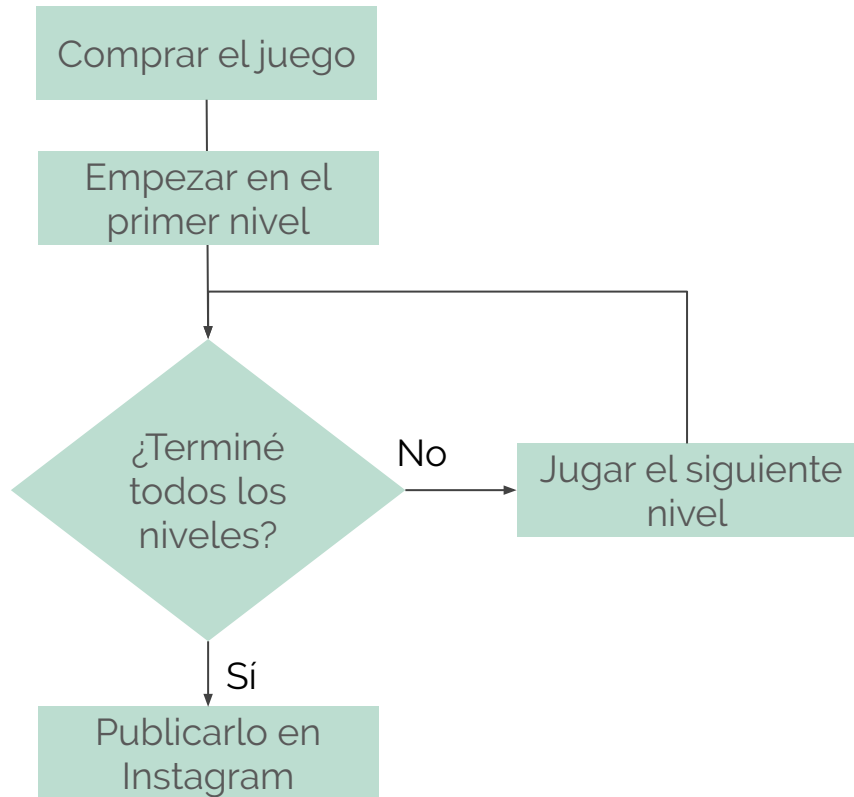 Comprar el juego
Empezar en el
primer nivel
¿Terminé
todos los
niveles?
No
Jugar el siguiente
nivel
Sí
Publicarlo en
Instagram